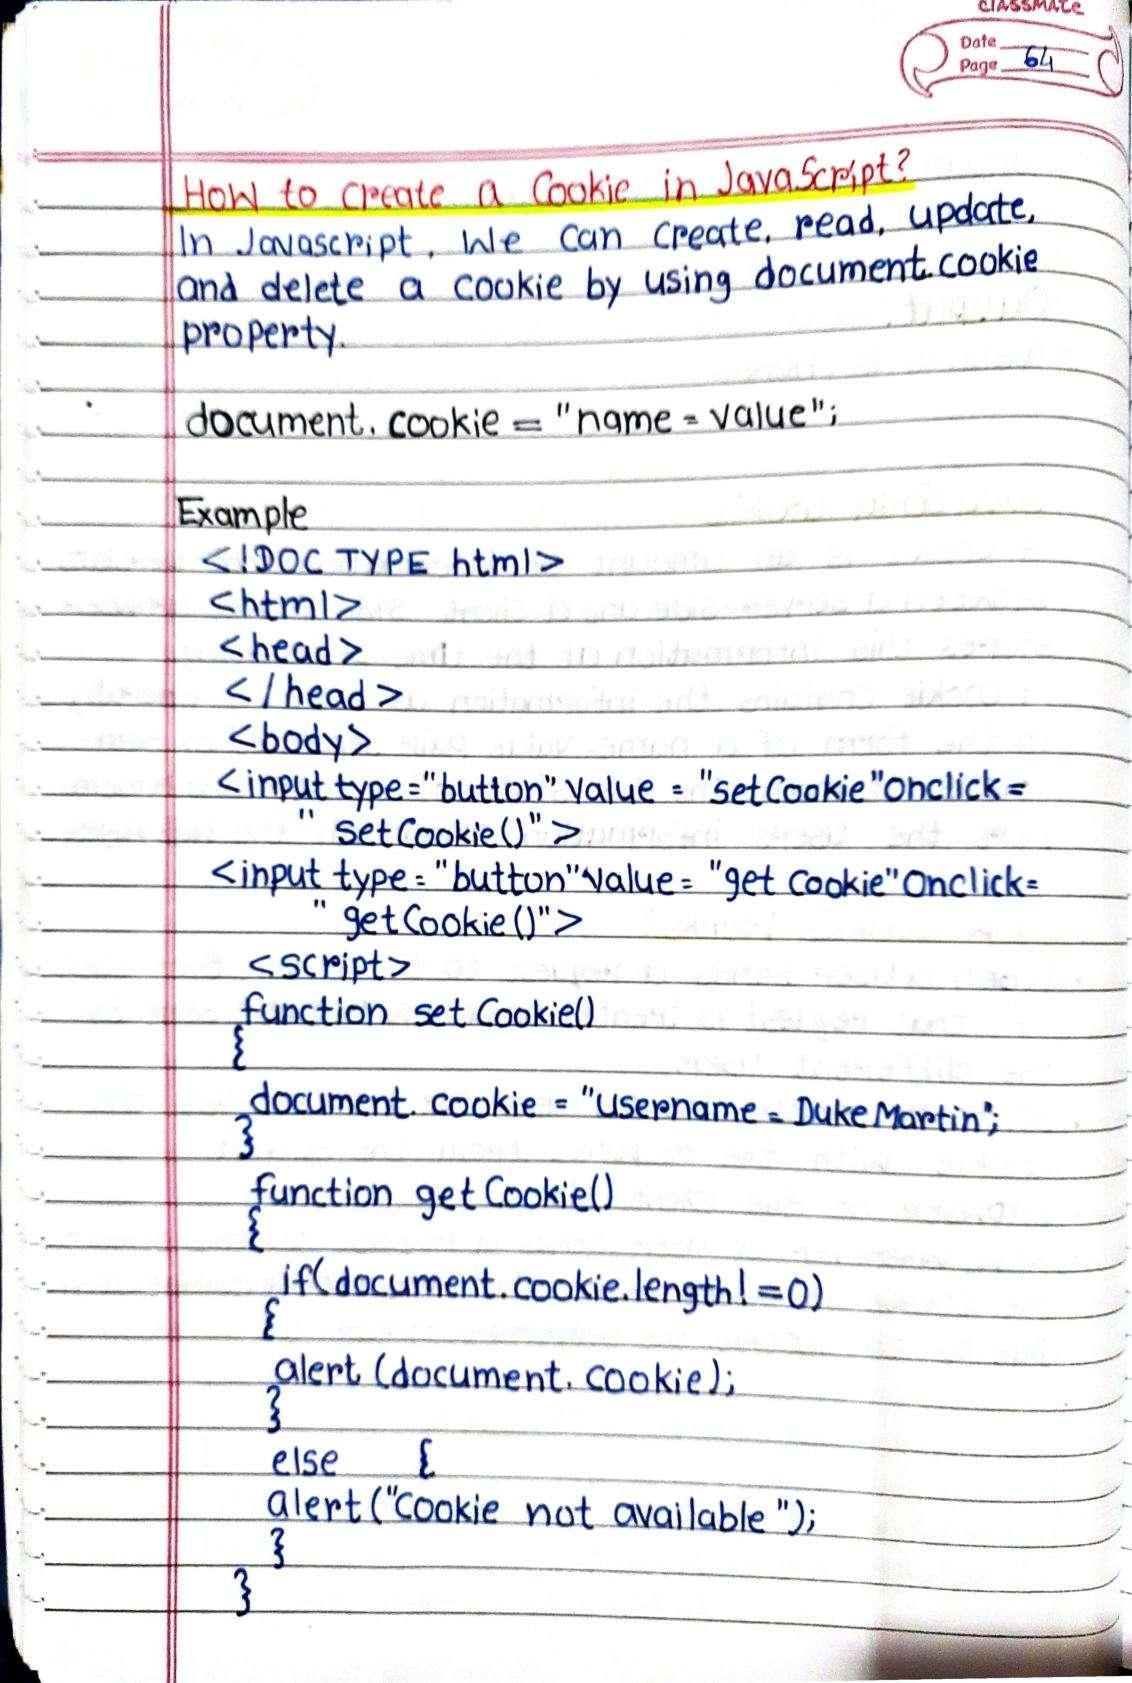 classmate
Date
Page 64
How to create a Cookie in JavaScript?
In Javascript, We can create, read, update,
and delete a cookie by using document.cookie
property.
document.cookie = "name = value";
Example
<!DOC TYPE html>
<html>
<head>
</head>
<body>
<input type="button" value = "setCookie" onclick=
" setCookie()">
<input type="button" value= "get Cookie" Onclick=
" getCookie()">
<script>
function set Cookie()
{
document.cookie = "username = Duke Martin";
}
function get Cookie()
{
if(document.cookie.length!=0)
{
alert (document.cookie);
}
else {
alert("Cookie not available");
}
}